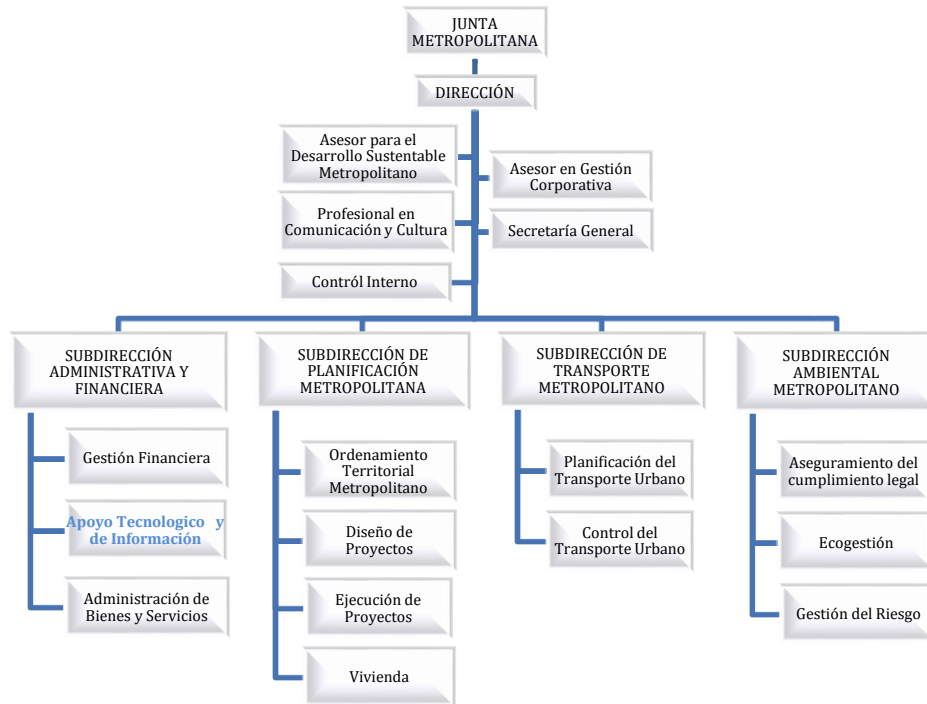 JUNTA
METROPOLITANA
DIRECCIÓN
Asesor para el
Desarrollo Sustentable
Metropolitano
Asesor en Gestión
Corporativa
Profesional en
Comunicación y Cultura
Secretaría General
Contról Interno
SUBDIRECCIÓN
ADMINISTRATIVA Y
FINANCIERA
Gestión Financiera
Apoyo Tecnologico y
de Información
Administración de
Bienes y Servicios
SUBDIRECCIÓN DE
PLANIFICACIÓN
METROPOLITANA
Ordenamiento
Territorial
Metropolitano
Diseño de
Proyectos
Ejecución de
Proyectos
Vivienda
SUBDIRECCIÓN DE
TRANSPORTE
METROPOLITANO
Planificación del
Transporte Urbano
Control del
Transporte Urbano
SUBDIRECCIÓN
AMBIENTAL
METROPOLITANO
Aseguramiento del
cumplimiento legal
Ecogestión
Gestión del Riesgo